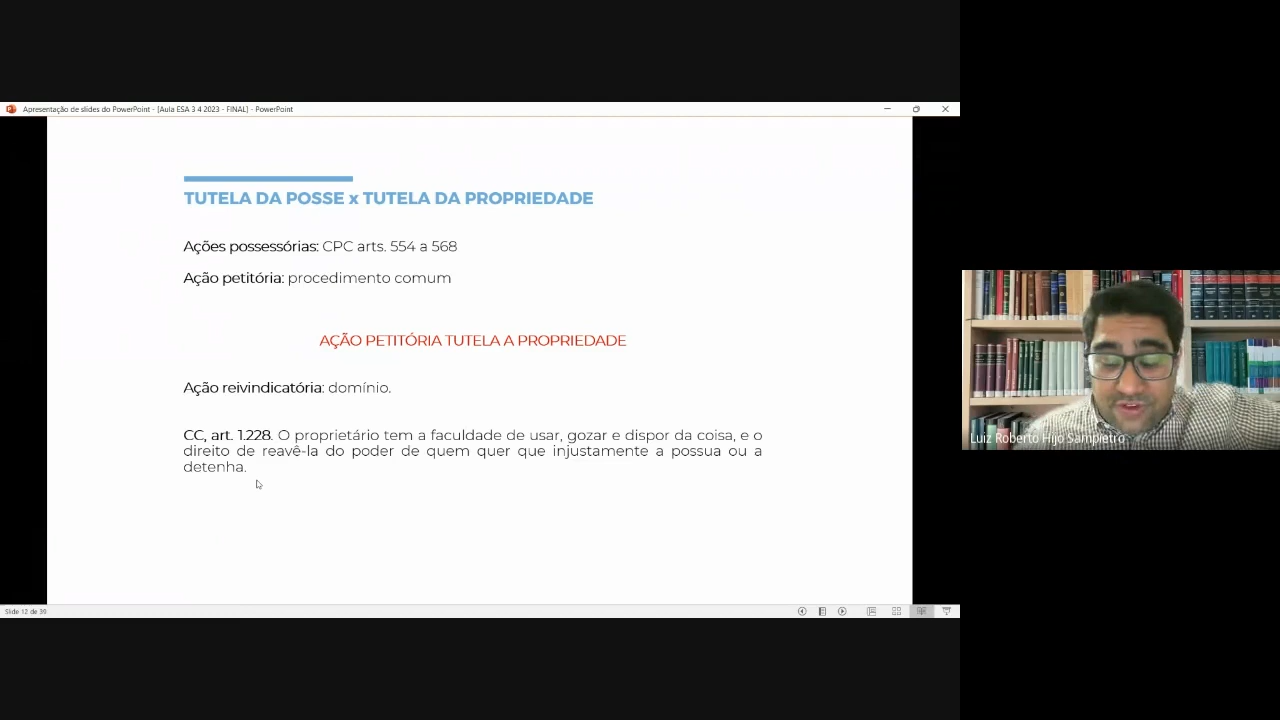 Apresentação de slides do PowerPoint - [Aula ESA 3 4 2023 - FINAL] - PowerPoint
TUTELA DA POSSE x TUTELA DA PROPRIEDADE
Ações possessórias: CPC arts. 554 a 568
Ação petitória: procedimento comum
AÇÃO PETITÓRIA TUTELA A PROPRIEDADE
Ação reivindicatória: domínio.
CC, art. 1.228. O proprietário tem a faculdade de usar, gozar e dispor da coisa, e o
direito de reavê-la do poder de quem quer que injustamente a possua ou a
detenha.
Luiz Roberto Hijo Sampietro
Slide 12 de 39